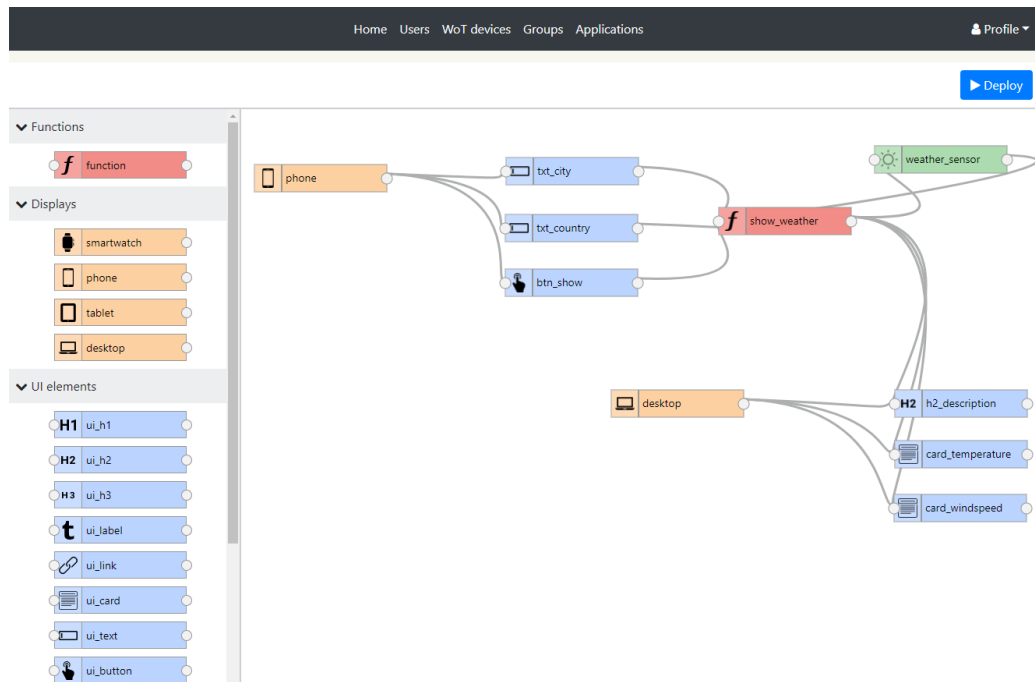 Home Users WoT devices Groups Applications Profile
Deploy
Functions
f function
Displays
smartwatch
phone
tablet
desktop
UI elements
H1 ui_h1
H2 ui_h2
H3 ui_h3
t ui_label
ui_link
ui_card
ui_text
ui_button
phone
txt_city
txt_country
btn_show
f show_weather
weather_sensor
desktop
H2 h2_description
card_temperature
card_windspeed